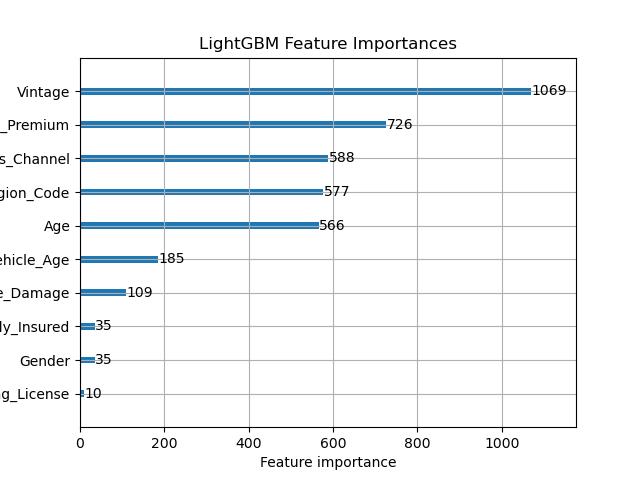 LightGBM Feature Importances
Vintage 1069
_Premium 726
s_Channel 588
gion_Code 577
Age 566
ehicle_Age 185
e_Damage 109
ly_Insured 35
Gender 35
g_License 10
0 200 400 600 800 1000
Feature importance